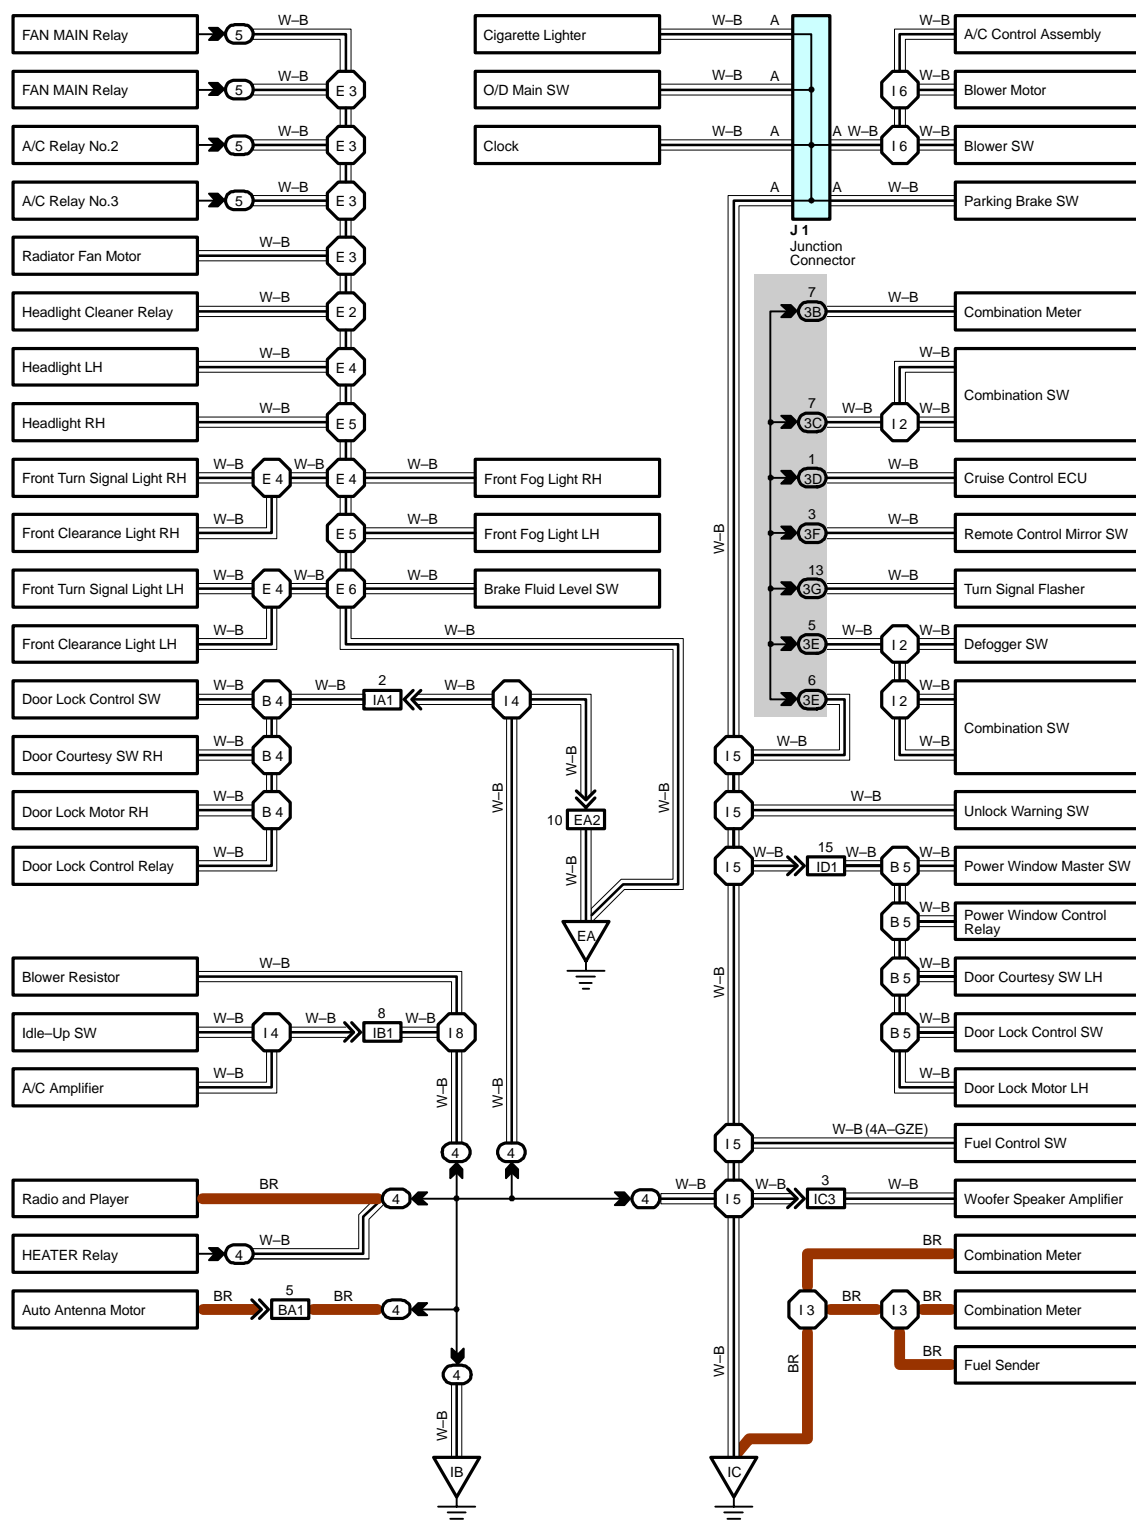 FAN MAIN Relay 5 W–B
Cigarette Lighter W–B A
W–B A/C Control Assembly
FAN MAIN Relay 5 W–B E 3
O/D Main SW W–B A
I 6 W–B Blower Motor
A/C Relay No.2 5 W–B E 3
Clock W–B A
A W–B I 6 W–B Blower SW
A/C Relay No.3 5 W–B E 3
A A W–B Parking Brake SW
J 1
Junction
Connector
Radiator Fan Motor W–B E 3
7
Headlight Cleaner Relay W–B E 2
3B W–B Combination Meter
Headlight LH W–B E 4
W–B
Combination SW
7
Headlight RH W–B E 5
3C W–B I 2 W–B
Front Turn Signal Light RH W–B E 4 W–B E 4 W–B Front Fog Light RH
1
3D W–B Cruise Control ECU
Front Clearance Light RH W–B E 5 W–B Front Fog Light LH
W–B
3
3F W–B Remote Control Mirror SW
Front Turn Signal Light LH W–B E 4 W–B E 6 W–B Brake Fluid Level SW
13
3G W–B Turn Signal Flasher
Front Clearance Light LH W–B W–B
5
3E W–B I 2 W–B Defogger SW
Door Lock Control SW W–B B 4 W–B 2 IA1 W–B I 4
6
3E I 2
Combination SW
Door Courtesy SW RH W–B B 4
W–B
I 5 W–B W–B
Door Lock Motor RH W–B B 4
W–B
10 EA2
W–B
I 5 W–B Unlock Warning SW
Door Lock Control Relay W–B
W–B
I 5 W–B 15 ID1 W–B B 5 W–B Power Window Master SW
B 5 W–B Power Window Control
Relay
EA
Blower Resistor W–B
W–B
B 5 W–B Door Courtesy SW LH
Idle–Up SW W–B I 4 W–B 8 IB1 W–B I 8
B 5 W–B Door Lock Control SW
A/C Amplifier W–B
W–B W–B
W–B Door Lock Motor LH
4 4
I 5 W–B (4A–GZE) Fuel Control SW
Radio and Player BR 4
4 W–B I 5 W–B 3 IC3 W–B Woofer Speaker Amplifier
HEATER Relay 4 W–B
BR Combination Meter
Auto Antenna Motor BR 5 BA1 BR 4
I 3 BR I 3 BR Combination Meter
4
W–B
BR
BR Fuel Sender
W–B
IB
IC